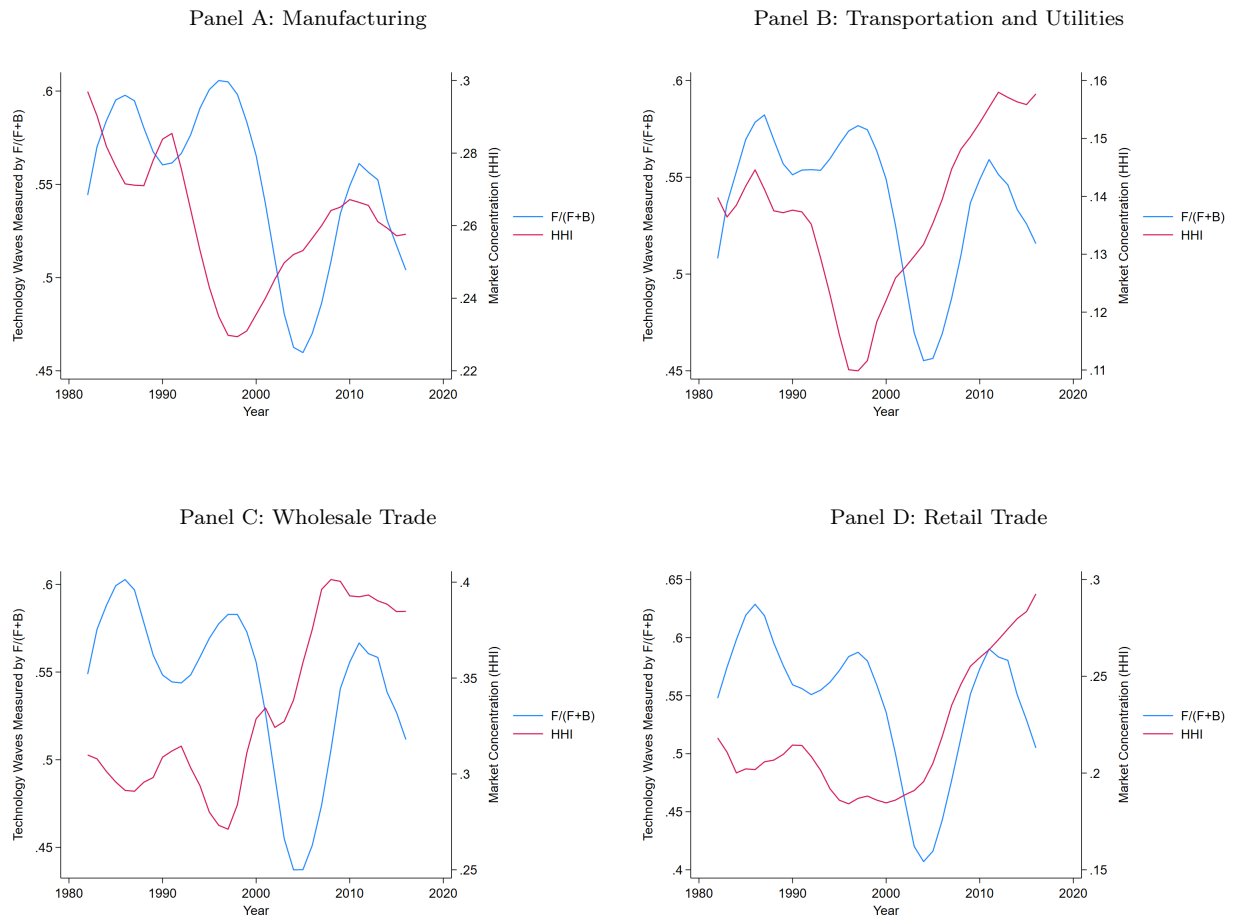 Panel A: Manufacturing
Technology Waves Measured by F/(F+B)
.6
.55
.5
.45
.3
.28
.26
.24
.22
Market Concentration (HHI)
1980 1990 2000 2010 2020
Year
F/(F+B)
HHI
Panel B: Transportation and Utilities
Technology Waves Measured by F/(F+B)
.6
.55
.5
.45
.16
.15
.14
.13
.12
.11
Market Concentration (HHI)
1980 1990 2000 2010 2020
Year
F/(F+B)
HHI
Panel C: Wholesale Trade
Technology Waves Measured by F/(F+B)
.6
.55
.5
.45
.4
.35
.3
.25
Market Concentration (HHI)
1980 1990 2000 2010 2020
Year
F/(F+B)
HHI
Panel D: Retail Trade
Technology Waves Measured by F/(F+B)
.65
.6
.55
.5
.45
.4
.3
.25
.2
.15
Market Concentration (HHI)
1980 1990 2000 2010 2020
Year
F/(F+B)
HHI